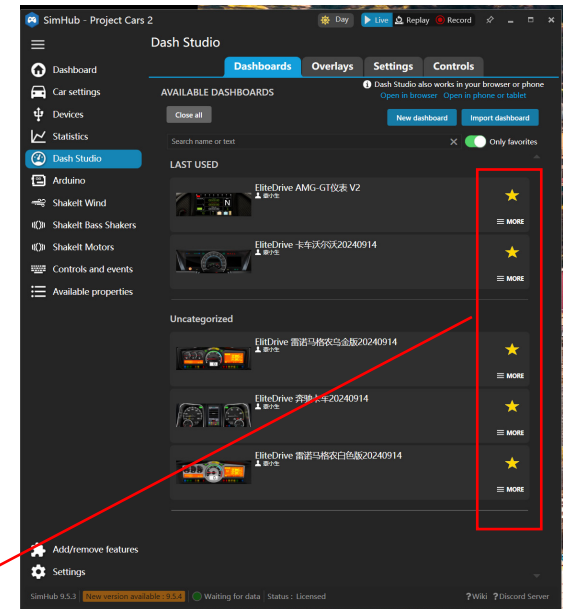 SimHub - Project Cars 2
Day
Live
Replay
Record
Dash Studio
Dashboard
Car settings
Devices
Statistics
Dash Studio
Arduino
ShakeIt Wind
ShakeIt Bass Shakers
ShakeIt Motors
Controls and events
Available properties
Add/remove features
Settings
Dashboards
Overlays
Settings
Controls
AVAILABLE DASHBOARDS
Dash Studio also works in your browser or phone
Open in browser Open in phone or tablet
Close all
New dashboard
Import dashboard
Search name or text
Only favorites
LAST USED
EliteDrive AMG-GT仪表 V2
N
MORE
EliteDrive 卡车沃尔沃20240914
MORE
Uncategorized
ElitDrive 雷诺马格农乌金版20240914
MORE
EliteDrive 奔驰卡车20240914
MORE
EliteDrive 雷诺马格农白色版20240914
MORE
SimHub 9.5.3
New version available : 9.5.4
Waiting for data
Status : Licensed
?Wiki
?Discord Server